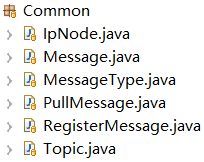 Common
IpNode.java
Message.java
MessageType.java
PullMessage.java
RegisterMessage.java
Topic.java